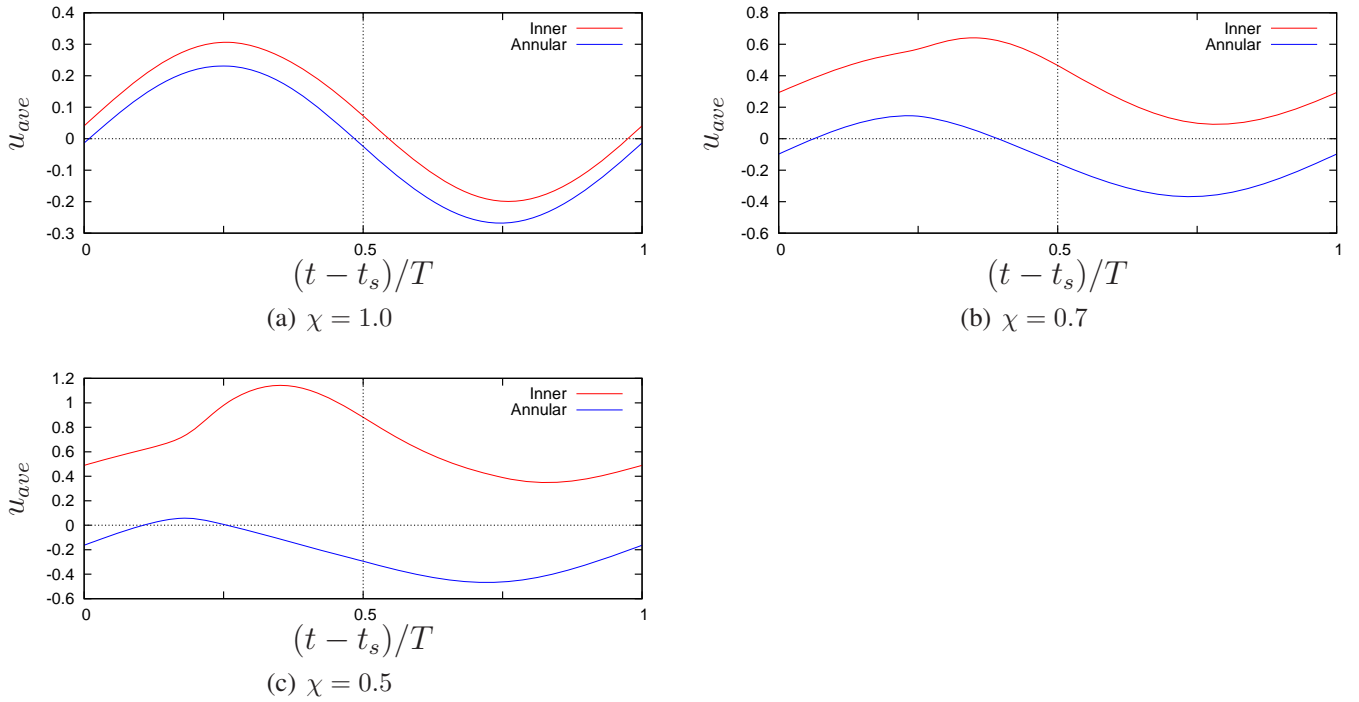 0.4
0.3
0.2
0.1
0
-0.1
-0.2
-0.3
0
0.5
1
u_ave
(t − t_s)/T
Inner
Annular
(a) χ = 1.0
0.8
0.6
0.4
0.2
0
-0.2
-0.4
-0.6
0
0.5
1
u_ave
(t − t_s)/T
Inner
Annular
(b) χ = 0.7
1.2
1
0.8
0.6
0.4
0.2
0
-0.2
-0.4
-0.6
0
0.5
1
u_ave
(t − t_s)/T
Inner
Annular
(c) χ = 0.5